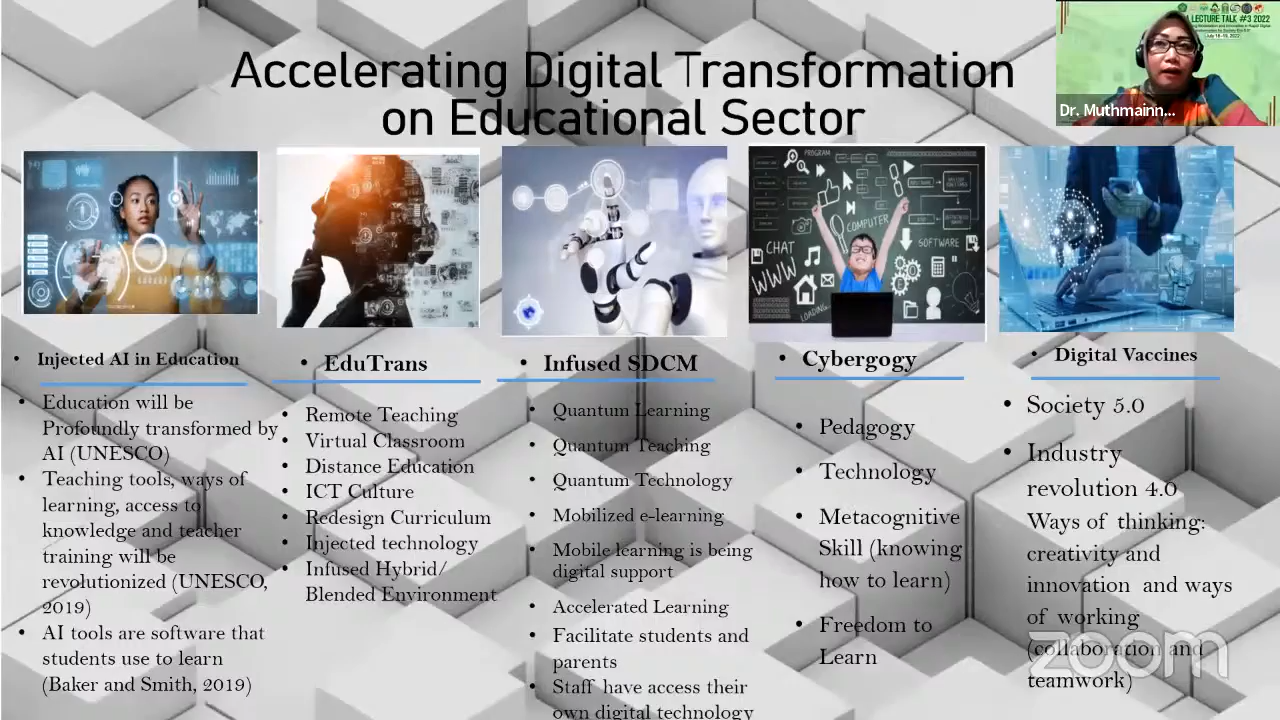 Accelerating Digital Transformation
on Educational Sector
LECTURE TALK #3 2022
Dr. Muthmainn...
PROGRAM
COMPUTER
CHAT
WWW
SOFTWARE
LOADING
• Injected AI in Education
• Education will be
Profoundly transformed by
AI (UNESCO)
• Teaching tools, ways of
learning, access to
knowledge and teacher
training will be
revolutionized (UNESCO,
2019)
• AI tools are software that
students use to learn
(Baker and Smith, 2019)
• EduTrans
• Remote Teaching
• Virtual Classroom
• Distance Education
• ICT Culture
• Redesign Curriculum
• Injected technology
• Infused Hybrid/
Blended Environment
• Infused SDCM
• Quantum Learning
• Quantum Teaching
• Quantum Technology
• Mobilized e-learning
• Mobile learning is being
digital support
• Accelerated Learning
• Facilitate students and
parents
• Staff have access their
own digital technology
• Cybergogy
• Pedagogy
• Technology
• Metacognitive
Skill (knowing
how to learn)
• Freedom to
Learn
• Digital Vaccines
• Society 5.0
• Industry
revolution 4.0
Ways of thinking:
creativity and
innovation and ways
of working
(collaboration and
teamwork)
zoom